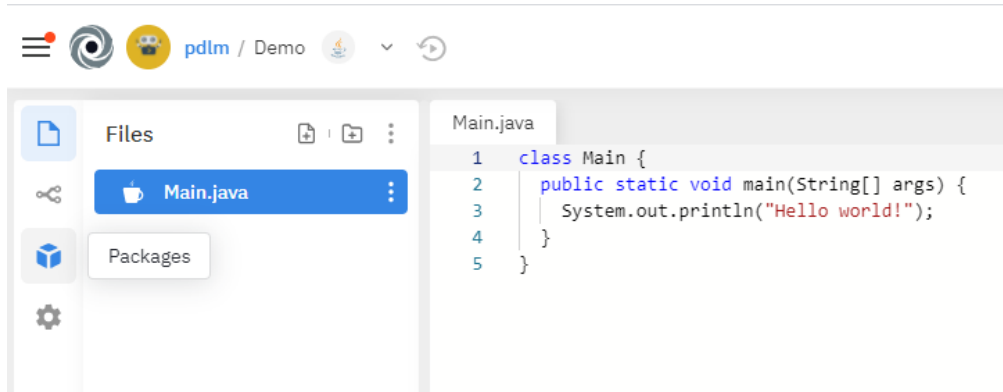 pdlm / Demo
Files
Main.java
Packages
Main.java
1 class Main {
2 public static void main(String[] args) {
3 System.out.println("Hello world!");
4 }
5 }